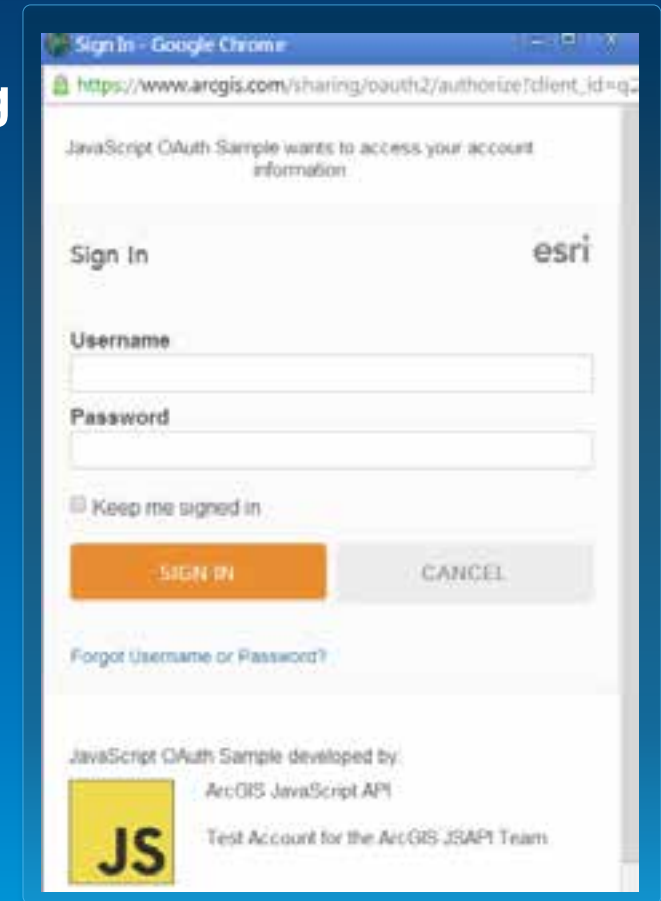 g
Sign In - Google Chrome
https://www.arcgis.com/sharing/oauth2/authorize?client_id=q2
JavaScript OAuth Sample wants to access your account
information
Sign In
esri
Username
Password
Keep me signed in
SIGN IN
CANCEL
Forgot Username or Password?
JavaScript OAuth Sample developed by:
JS
ArcGIS JavaScript API
Test Account for the ArcGIS JSAPI Team